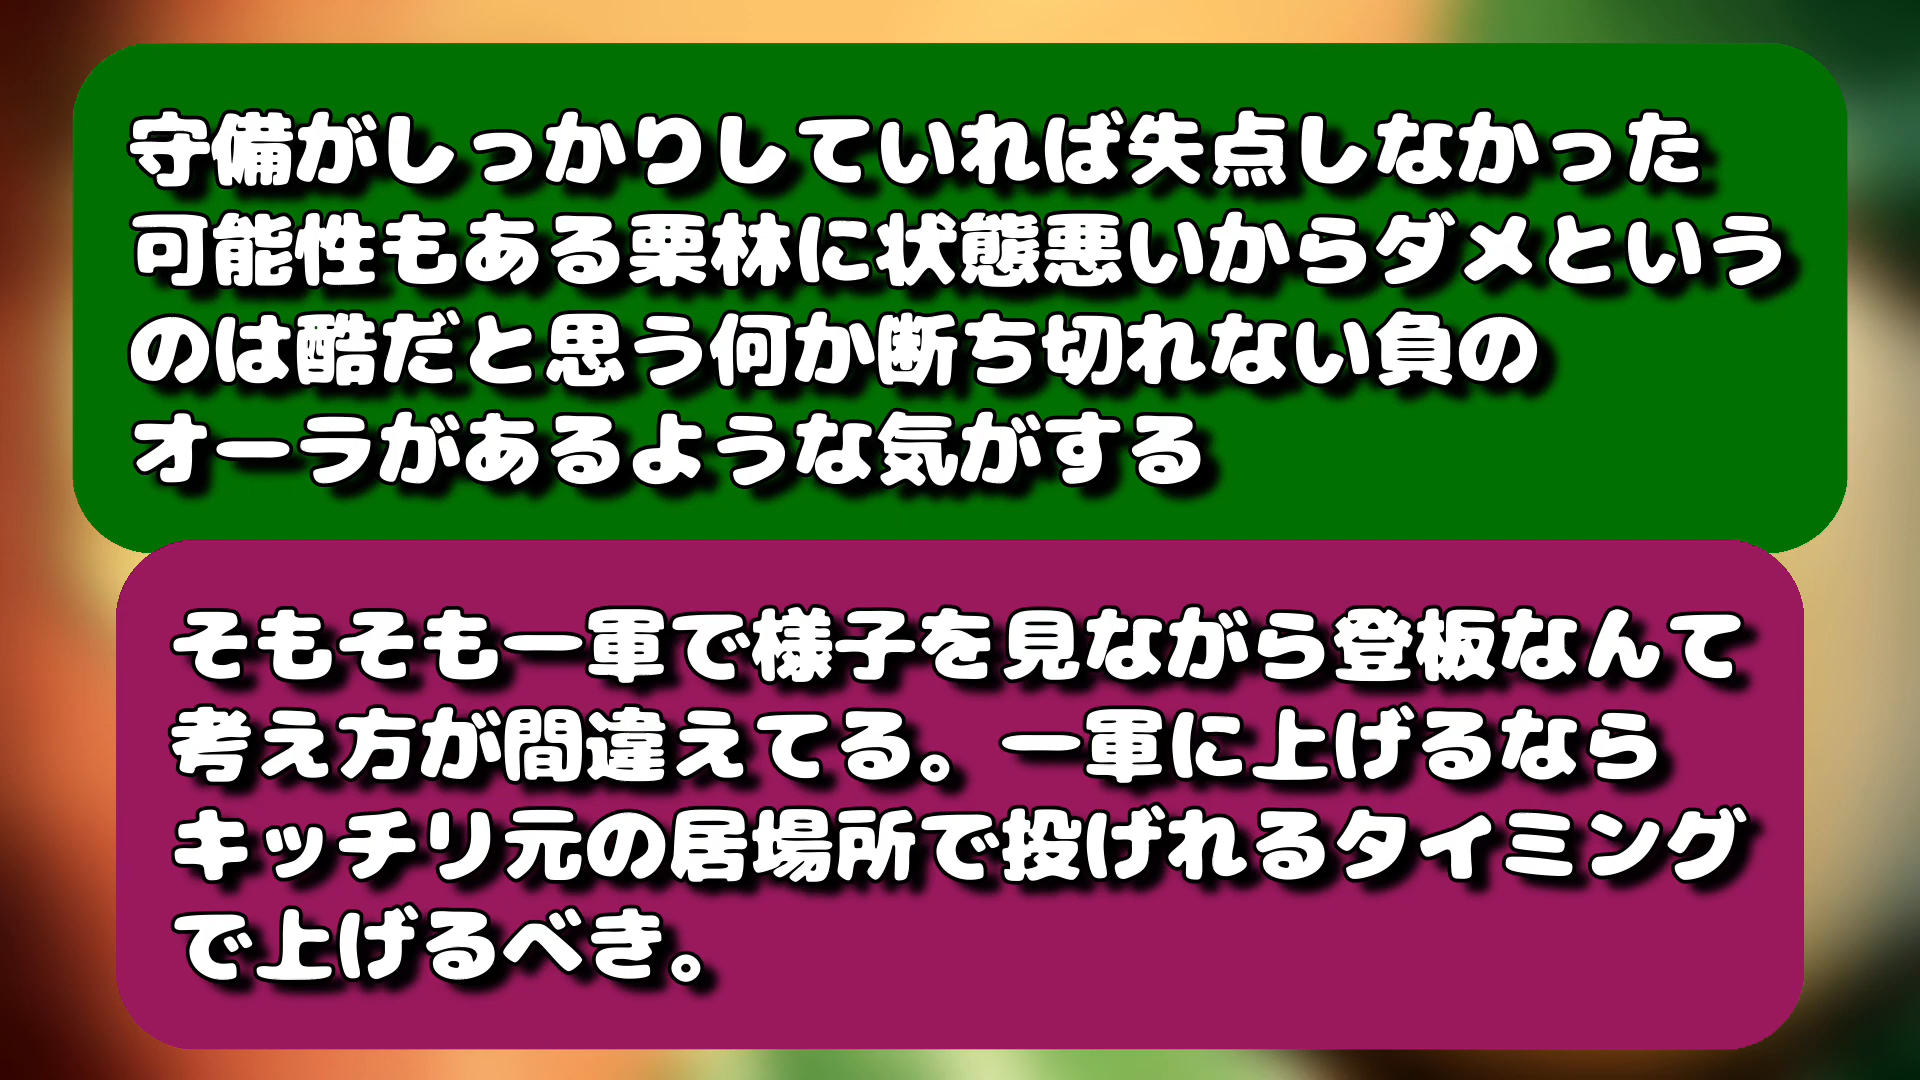 守備がしっかりしていれば失点しなかった
可能性もある栗林に状態悪いからダメという
のは酷だと思う何か断ち切れない負の
オーラがあるような気がする
そもそも一軍で様子を見ながら登板なんて
考え方が間違えてる。一軍に上げるなら
キッチリ元の居場所で投げれるタイミング
で上げるべき。